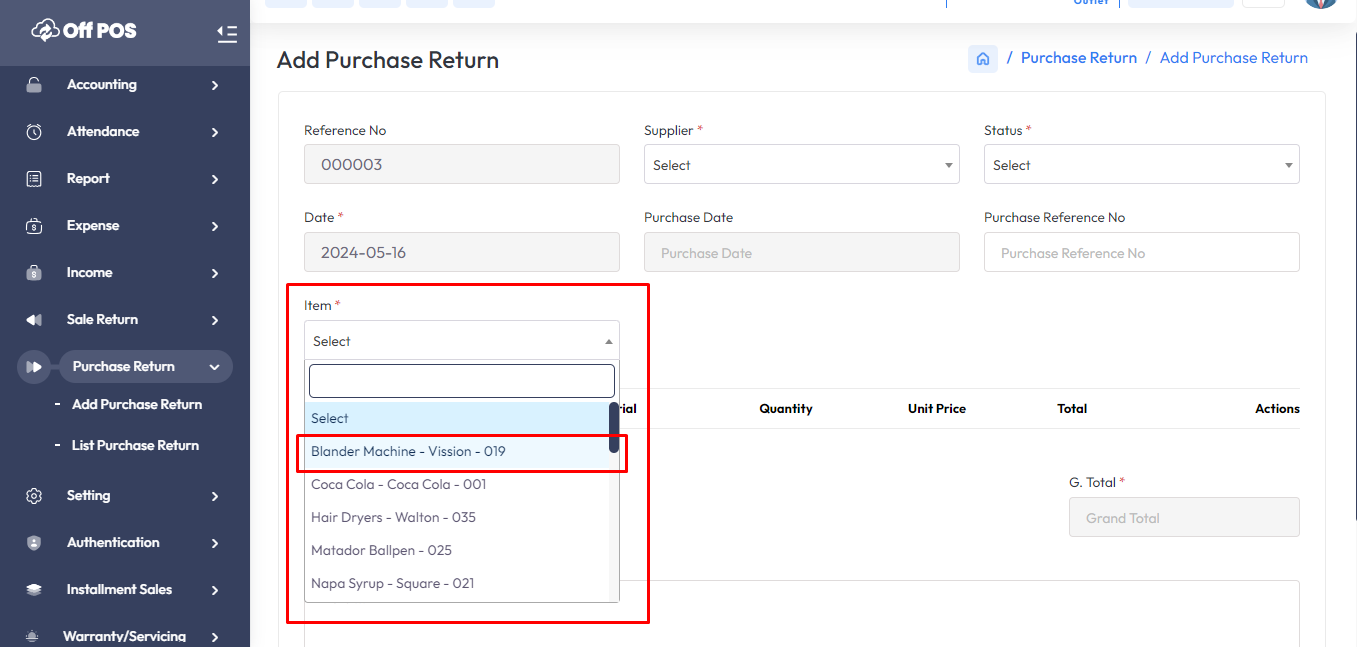 Off POS
Accounting
Attendance
Report
Expense
Income
Sale Return
Purchase Return
- Add Purchase Return
- List Purchase Return
Setting
Authentication
Installment Sales
Warranty/Servicing
Outlet
Add Purchase Return
/ Purchase Return / Add Purchase Return
Reference No
000003
Supplier *
Select
Status *
Select
Date *
2024-05-16
Purchase Date
Purchase Date
Purchase Reference No
Purchase Reference No
Item *
Select
Select
Blander Machine - Vission - 019
Coca Cola - Coca Cola - 001
Hair Dryers - Walton - 035
Matador Ballpen - 025
Napa Syrup - Square - 021
Quantity Unit Price Total Actions
G. Total *
Grand Total